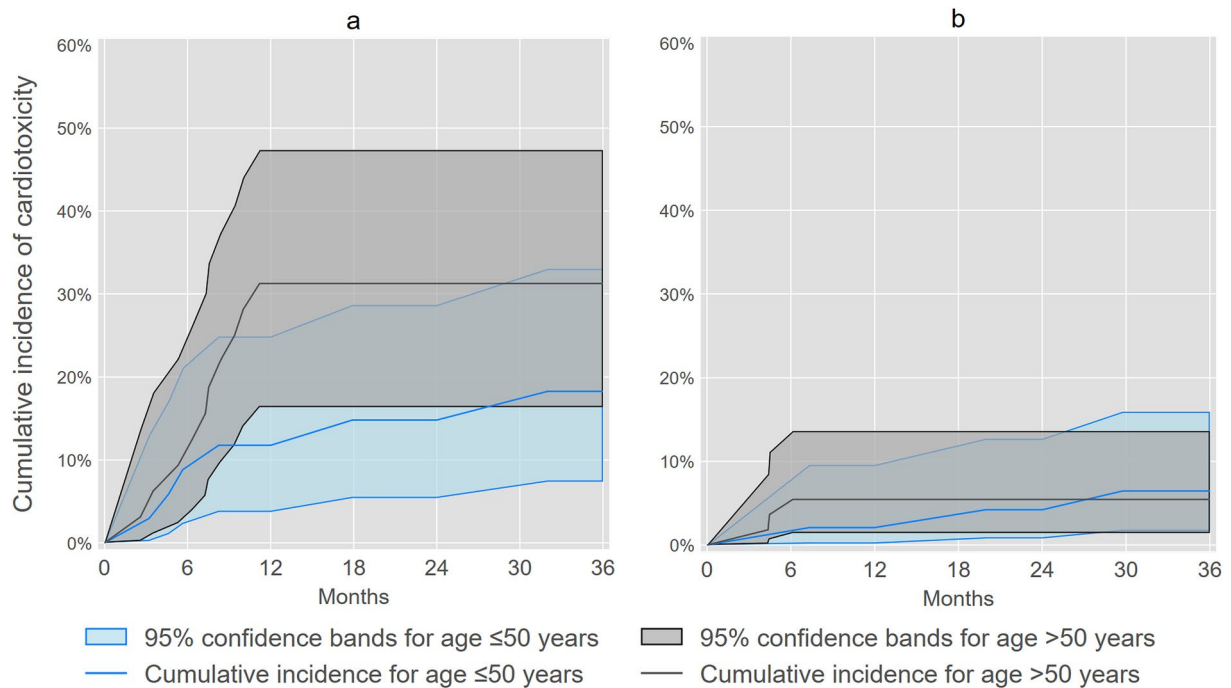 a
b
Cumulative incidence of cardiotoxicity
60%
50%
40%
30%
20%
10%
0%
0 6 12 18 24 30 36
Months
60%
50%
40%
30%
20%
10%
0%
0 6 12 18 24 30 36
Months
95% confidence bands for age ≤50 years
95% confidence bands for age >50 years
Cumulative incidence for age ≤50 years
Cumulative incidence for age >50 years